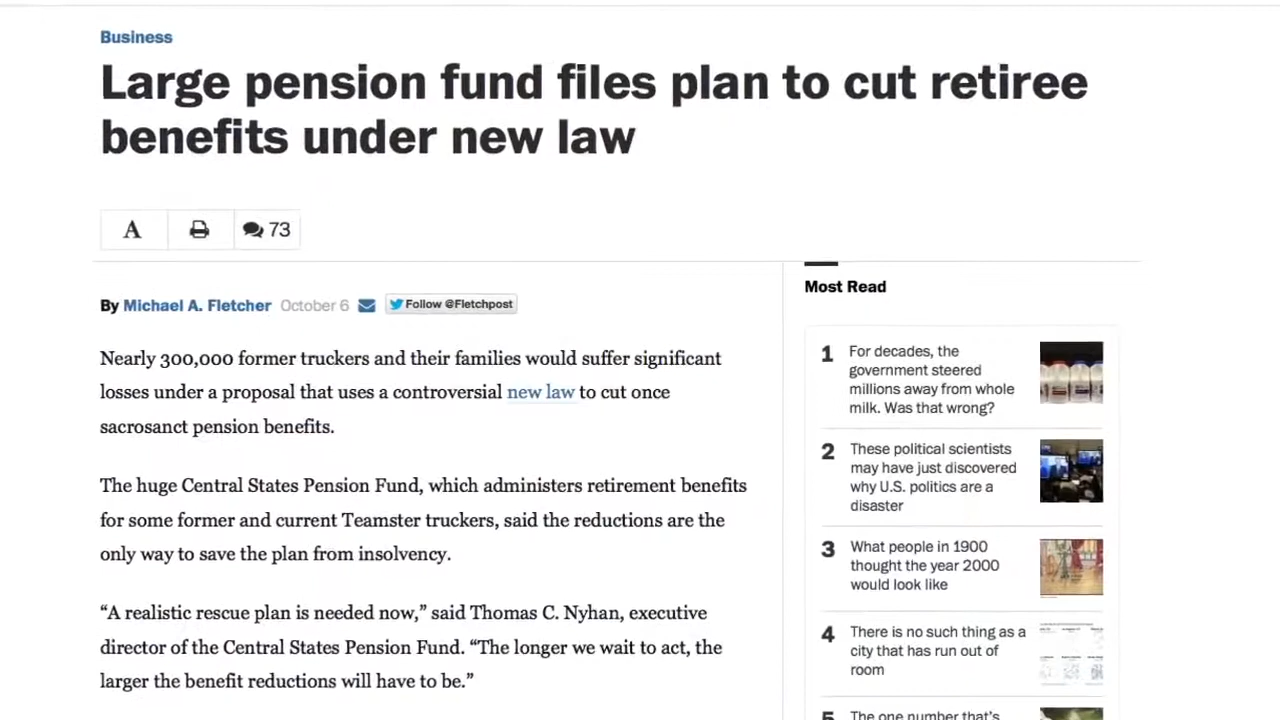 Business
Large pension fund files plan to cut retiree
benefits under new law
A
73
By Michael A. Fletcher October 6 Follow @Fletchpost
Nearly 300,000 former truckers and their families would suffer significant
losses under a proposal that uses a controversial new law to cut once
sacrosanct pension benefits.
The huge Central States Pension Fund, which administers retirement benefits
for some former and current Teamster truckers, said the reductions are the
only way to save the plan from insolvency.
“A realistic rescue plan is needed now,” said Thomas C. Nyhan, executive
director of the Central States Pension Fund. “The longer we wait to act, the
larger the benefit reductions will have to be.”
Most Read
1 For decades, the
government steered
millions away from whole
milk. Was that wrong?
2 These political scientists
may have just discovered
why U.S. politics are a
disaster
3 What people in 1900
thought the year 2000
would look like
4 There is no such thing as a
city that has run out of
room
5 The one number that's